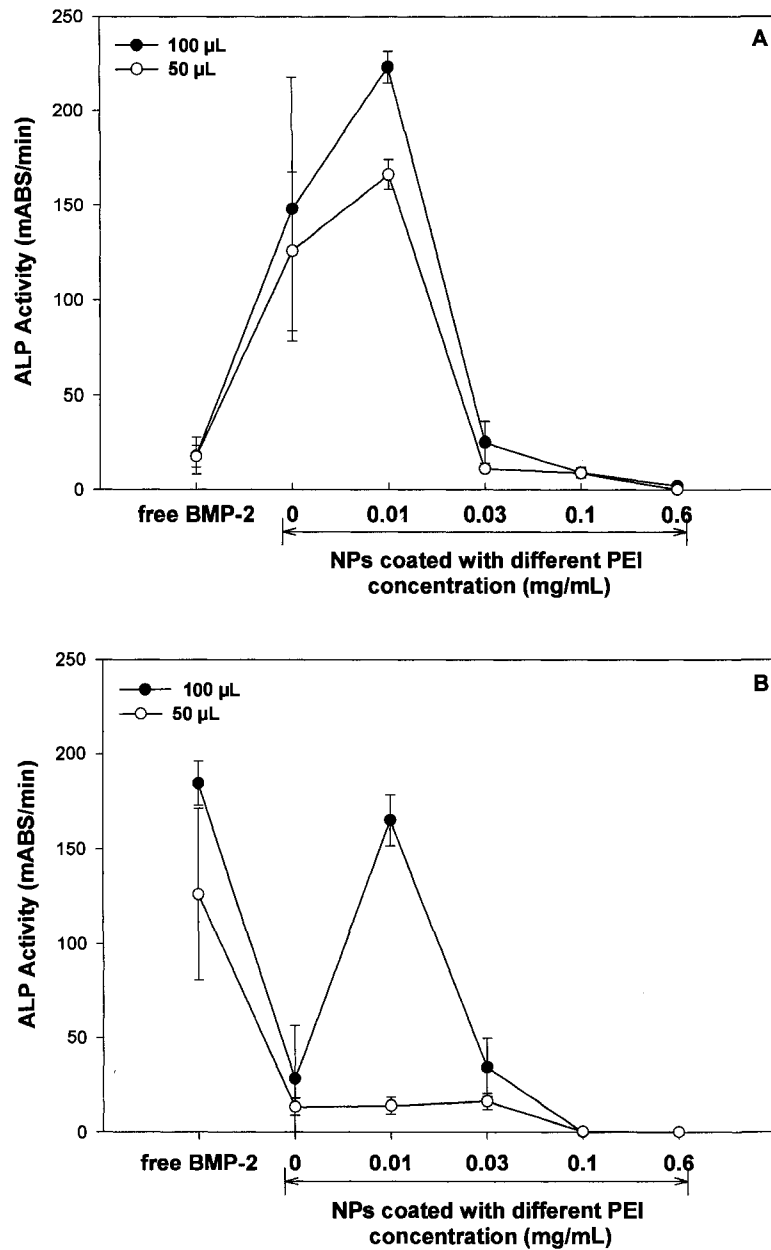 A
100 µL
50 µL
250
200
150
100
50
0
ALP Activity (mABS/min)
free BMP-2 0 0.01 0.03 0.1 0.6
NPs coated with different PEI
concentration (mg/mL)
B
100 µL
50 µL
250
200
150
100
50
0
ALP Activity (mABS/min)
free BMP-2 0 0.01 0.03 0.1 0.6
NPs coated with different PEI
concentration (mg/mL)